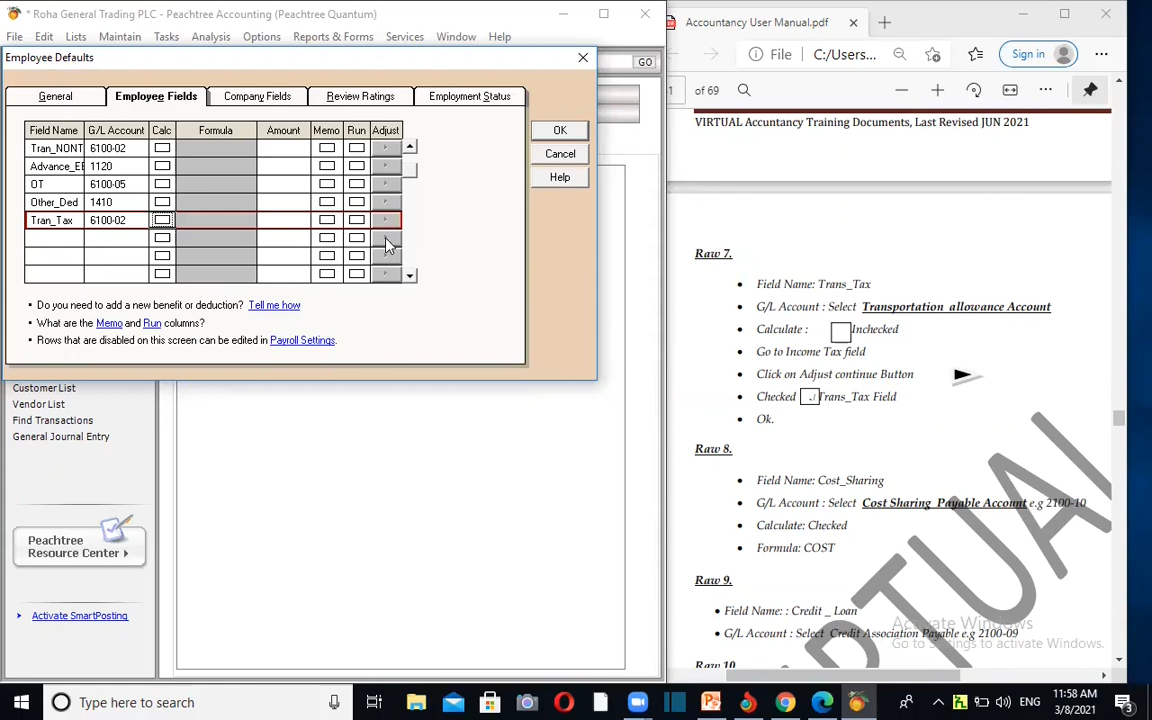 * Roha General Trading PLC - Peachtree Accounting (Peachtree Quantum)
File Edit Lists Maintain Tasks Analysis Options Reports & Forms Services Window Help
GO
Employee Defaults
General Employee Fields Company Fields Review Ratings Employment Status
Field Name G/L Account Calc Formula Amount Memo Run Adjust
Tran_NONT 6100-02
Advance_EE 1120
OT 6100-05
Other_Ded 1410
Tran_Tax 6100-02
OK
Cancel
Help
• Do you need to add a new benefit or deduction? Tell me how
• What are the Memo and Run columns?
• Rows that are disabled on this screen can be edited in Payroll Settings.
Customer List
Vendor List
Find Transactions
General Journal Entry
Peachtree
Resource Center
Activate SmartPosting
Accountancy User Manual.pdf
File C:/Users... Sign in
1 of 69
VIRTUAL Accuntancy Training Documents, Last Revised JUN 2021
Raw 7.
• Field Name: Trans_Tax
• G/L Account : Select Transportation allowance Account
• Calculate : Inchecked
• Go to Income Tax field
• Click on Adjust continue Button
• Checked Trans_Tax Field
• Ok.
Raw 8.
• Field Name: Cost_Sharing
• G/L Account : Select Cost Sharing Payable Account e.g 2100-10
• Calculate: Checked
• Formula: COST
Raw 9.
• Field Name: : Credit _ Loan
• G/L Account : Select Credit Association Payable e.g 2100-09
Raw 10.
RTUAL
Activate Windows
Go to Settings to activate Windows.
Type here to search
ENG
11:58 AM
3/8/2021
3